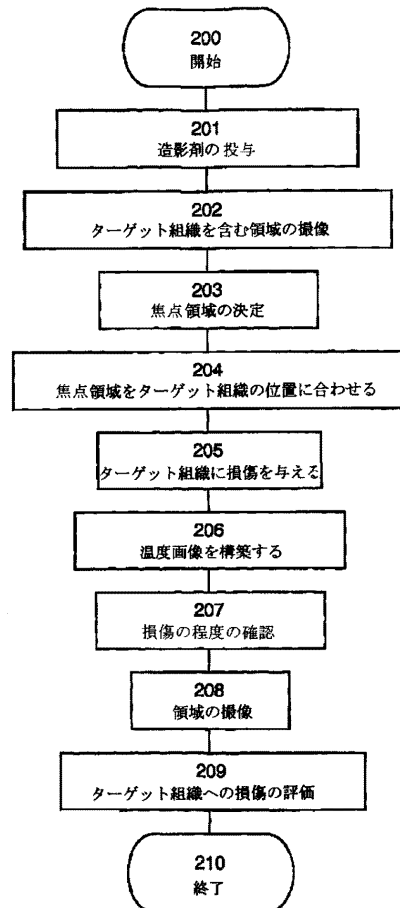 200
開始
201
造影剤の投与
202
ターゲット組織を含む領域の撮像
203
焦点領域の決定
204
焦点領域をターゲット組織の位置に合わせる
205
ターゲット組織に損傷を与える
206
温度画像を構築する
207
損傷の程度の確認
208
領域の撮像
209
ターゲット組織への損傷の評価
210
終了